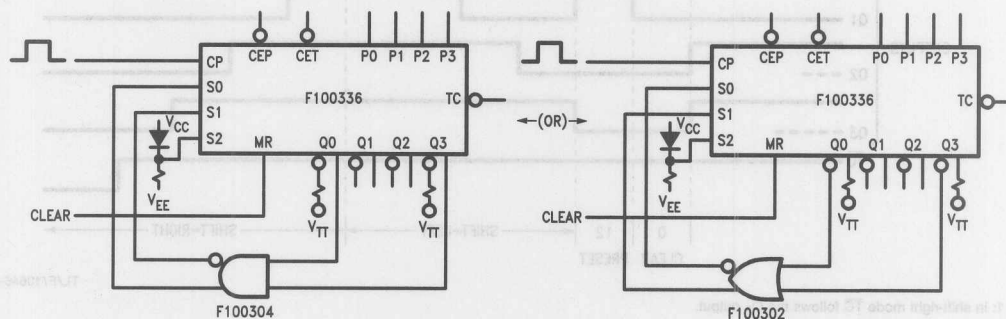 CEP CET P0 P1 P2 P3
CP
S0
S1
S2
F100336
TC
VCC
VEE
MR Q0 Q1 Q2 Q3
VTT VTT
CLEAR
F100304
(OR)
CEP CET P0 P1 P2 P3
CP
S0
S1
S2
F100336
TC
VCC
VEE
MR Q0 Q1 Q2 Q3
VTT VTT
CLEAR
F100302